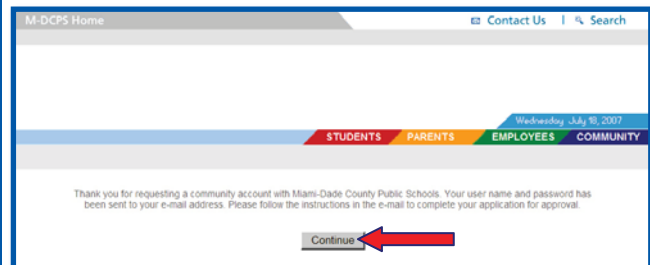 M-DCPS Home Contact Us | Search
Wednesday July 18, 2007
STUDENTS PARENTS EMPLOYEES COMMUNITY
Thank you for requesting a community account with Miami-Dade County Public Schools. Your user name and password has
been sent to your e-mail address. Please follow the instructions in the e-mail to complete your application for approval.
Continue